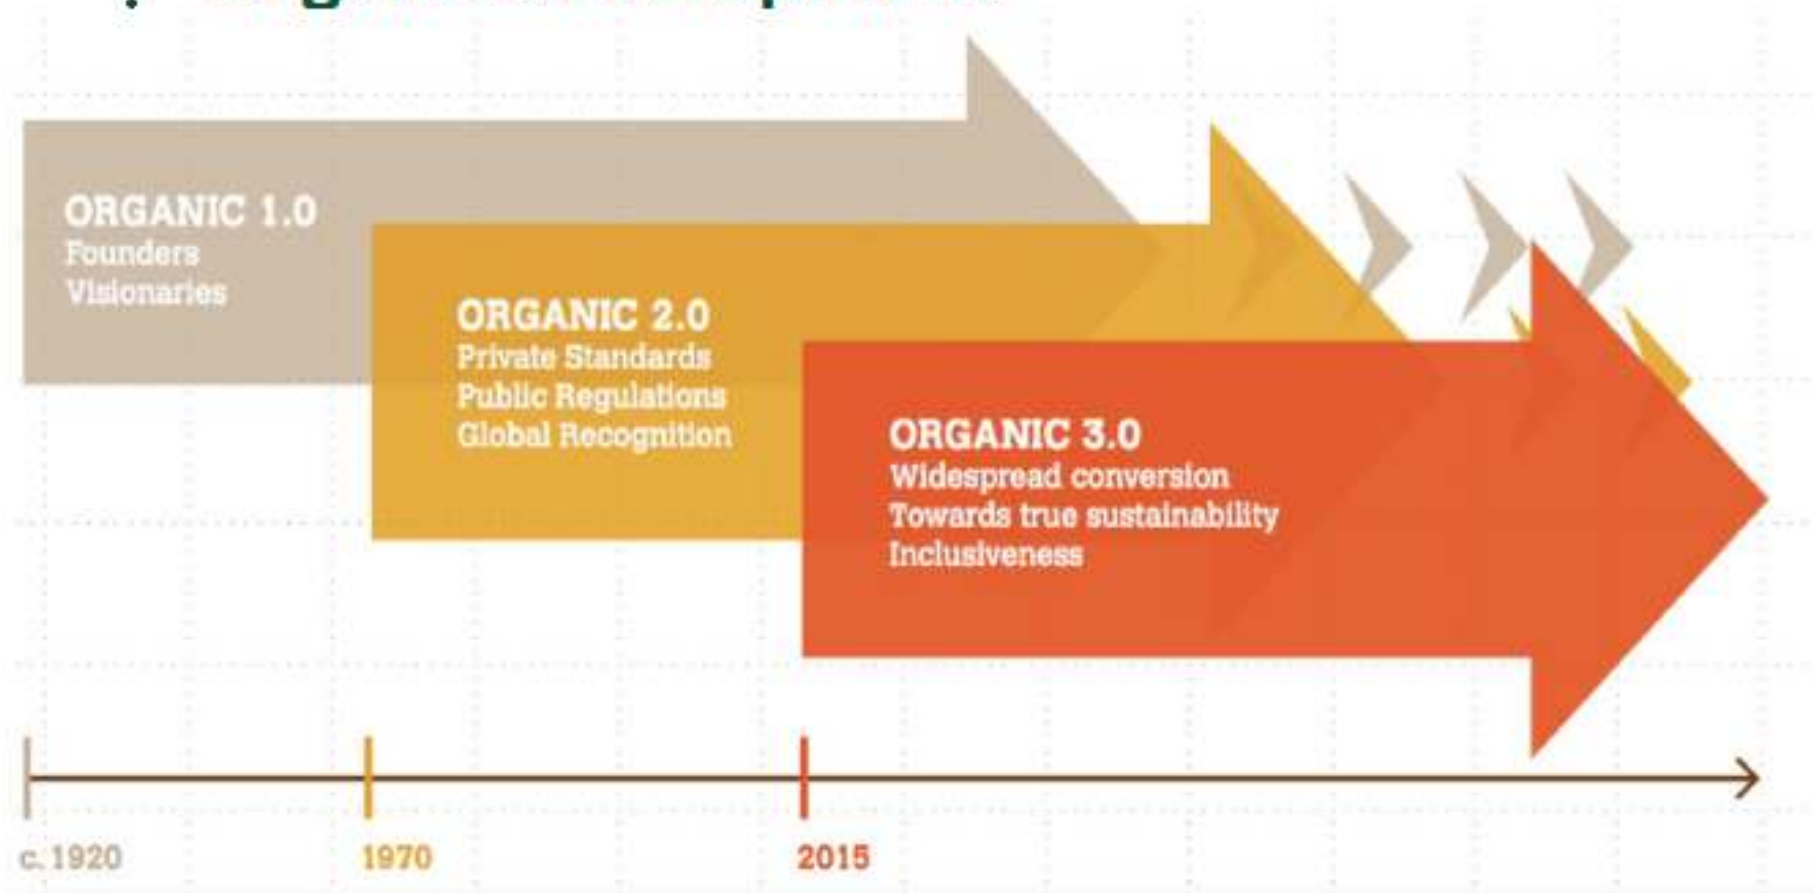 ORGANIC 1.0
Founders
Visionaries
ORGANIC 2.0
Private Standards
Public Regulations
Global Recognition
ORGANIC 3.0
Widespread conversion
Towards true sustainability
Inclusiveness
c. 1920
1970
2015